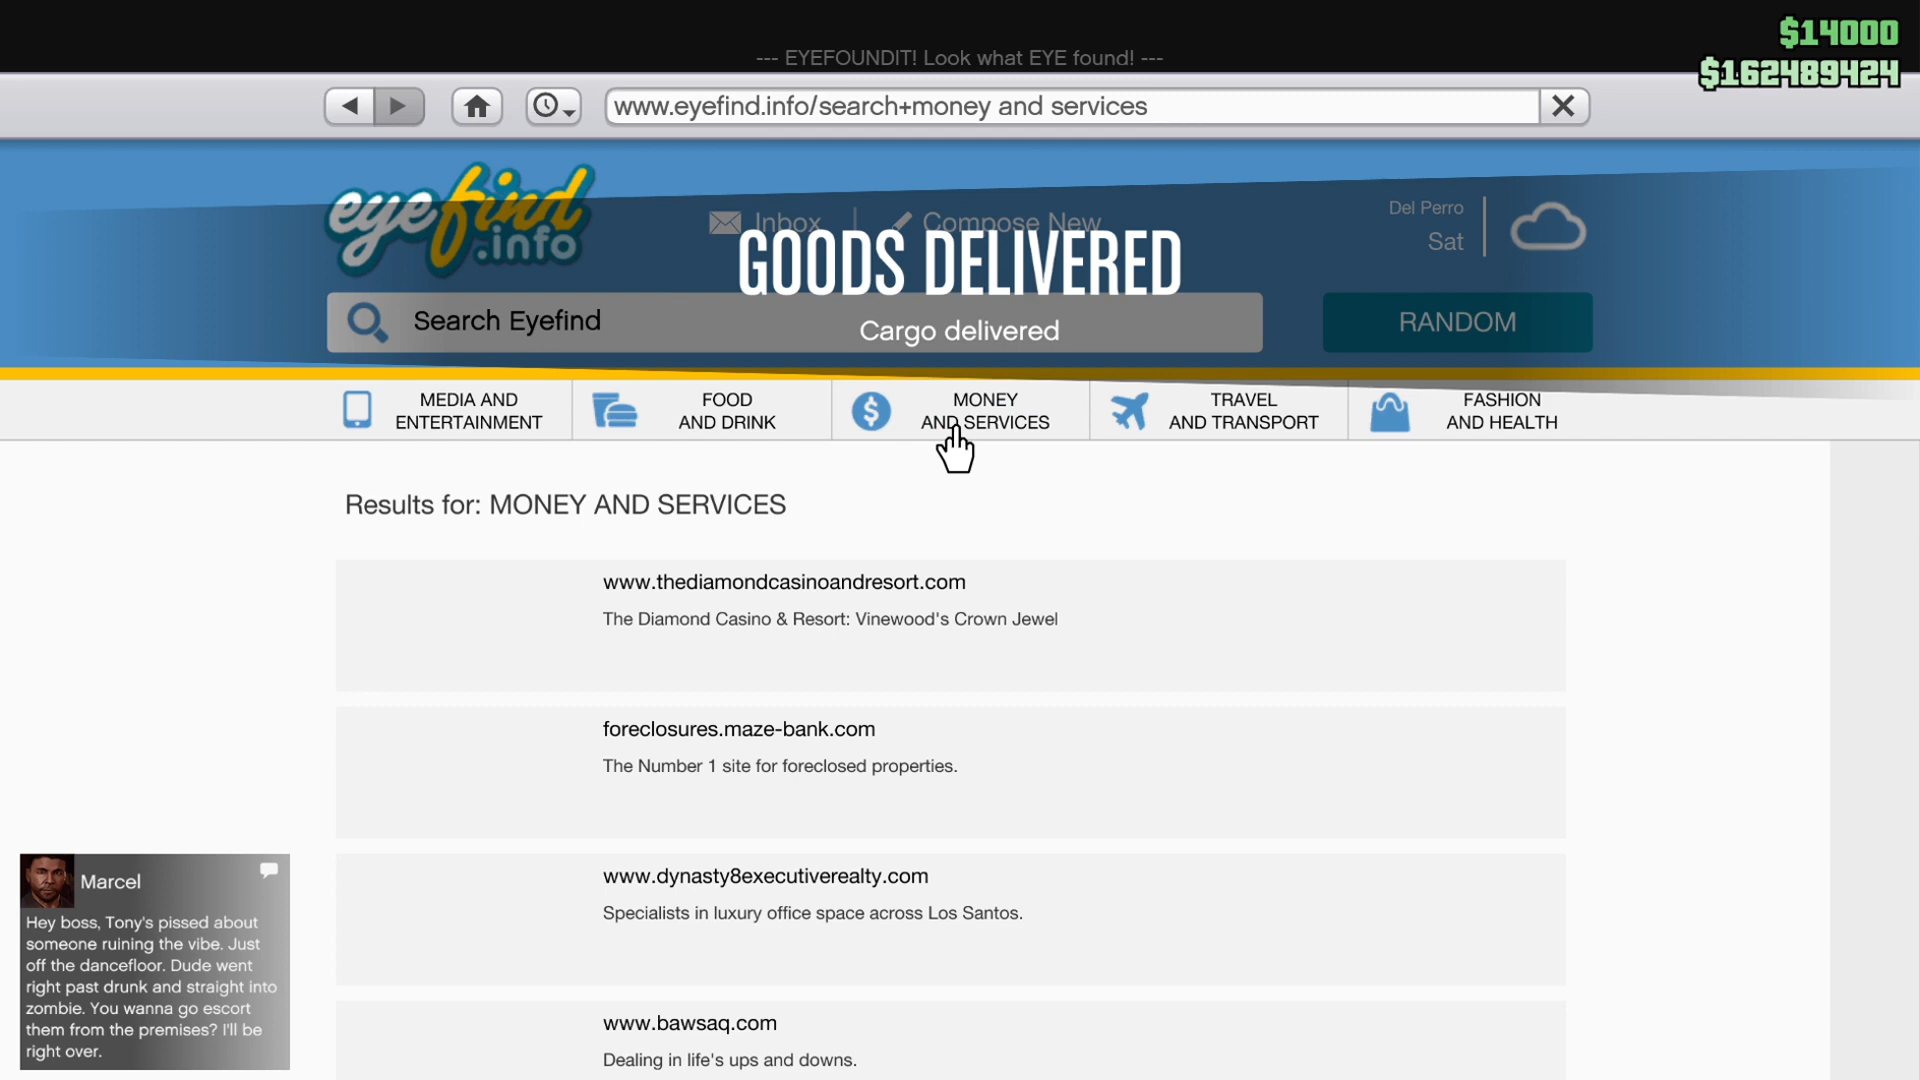 $14000
--- EYEFOUNDIT! Look what EYE found! ---
$162489424
www.eyefind.info/search+money and services
eyefind
.info
Inbox
Compose New
Del Perro
Sat
GOODS DELIVERED
Search Eyefind
Cargo delivered
RANDOM
MEDIA AND
ENTERTAINMENT
FOOD
AND DRINK
MONEY
AND SERVICES
TRAVEL
AND TRANSPORT
FASHION
AND HEALTH
Results for: MONEY AND SERVICES
www.thediamondcasinoandresort.com
The Diamond Casino & Resort: Vinewood's Crown Jewel
foreclosures.maze-bank.com
The Number 1 site for foreclosed properties.
www.dynasty8executiverealty.com
Specialists in luxury office space across Los Santos.
www.bawsaq.com
Dealing in life's ups and downs.
Marcel
Hey boss, Tony's pissed about
someone ruining the vibe. Just
off the dancefloor. Dude went
right past drunk and straight into
zombie. You wanna go escort
them from the premises? I'll be
right over.